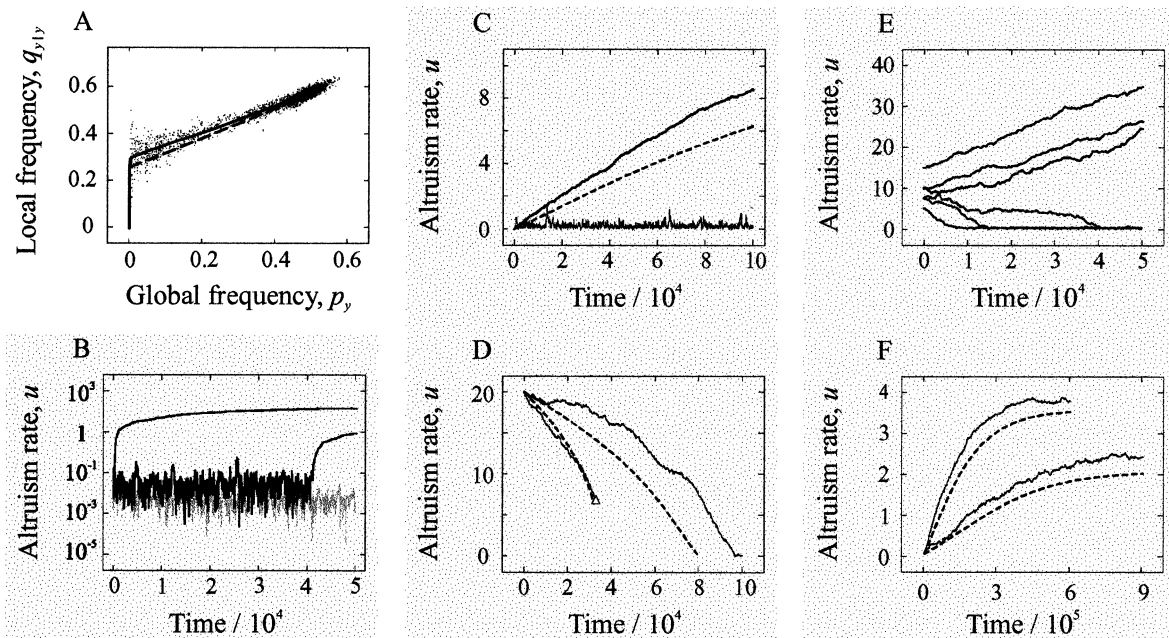 A
Local frequency, q_{y|y}
0.6
0.4
0.2
0
0 0.2 0.4 0.6
Global frequency, p_y
B
Altruism rate, u
10^3
1
10^-1
10^-3
10^-5
0 1 2 3 4 5
Time / 10^4
C
Altruism rate, u
8
4
0
0 2 4 6 8 10
Time / 10^4
D
Altruism rate, u
20
10
0
0 2 4 6 8 10
Time / 10^4
E
Altruism rate, u
40
30
20
10
0
0 1 2 3 4 5
Time / 10^4
F
Altruism rate, u
4
3
2
1
0
0 3 6 9
Time / 10^5